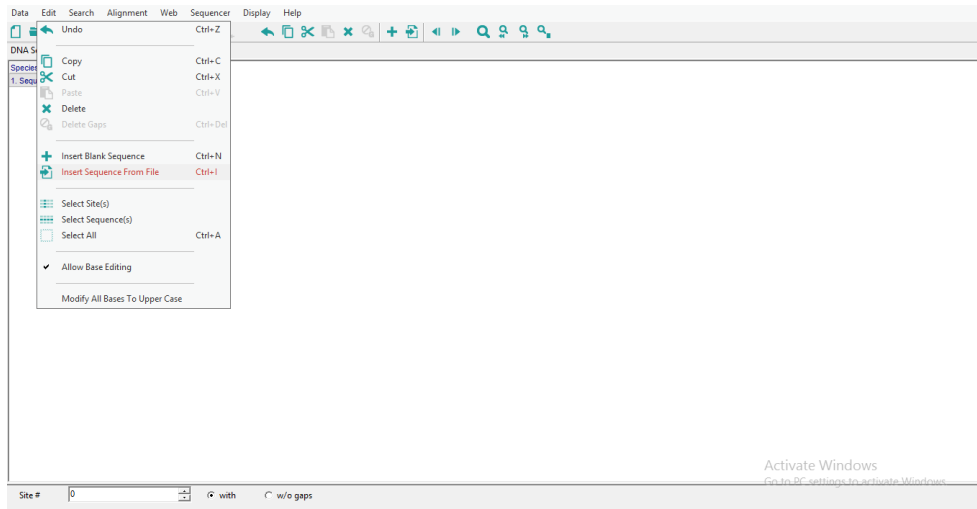 Data Edit Search Alignment Web Sequencer Display Help
Undo Ctrl+Z
DNA
Species
Copy Ctrl+C
1.
Cut Ctrl+X
Paste Ctrl+V
Delete
Delete Gaps Ctrl+Del
Insert Blank Sequence Ctrl+N
Insert Sequence From File Ctrl+I
Select Site(s)
Select Sequence(s)
Select All Ctrl+A
Allow Base Editing
Modify All Bases To Upper Case
Activate Windows
Go to PC settings to activate Windows.
Site # 0 with w/o gaps